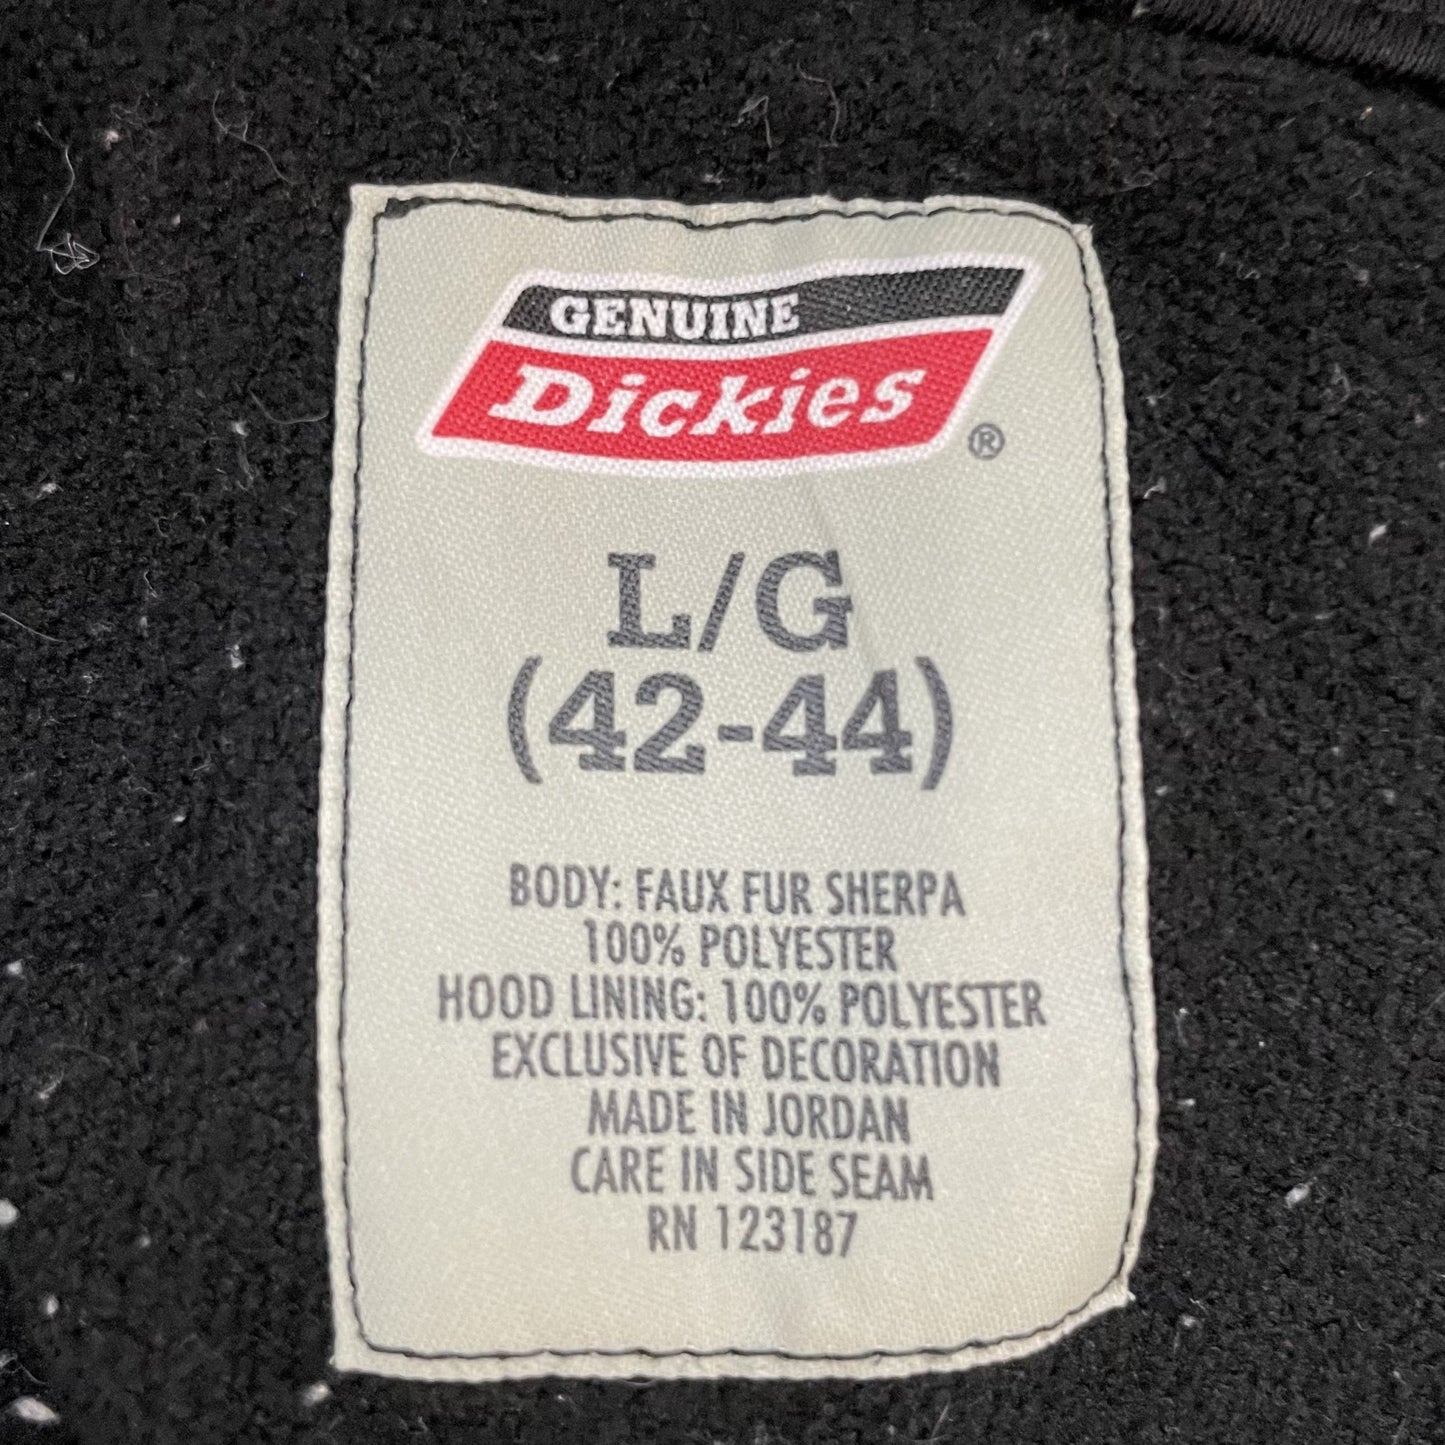 GENUINE
Dickies
®
L/G
(42-44)
BODY: FAUX FUR SHERPA
100% POLYESTER
HOOD LINING: 100% POLYESTER
EXCLUSIVE OF DECORATION
MADE IN JORDAN
CARE IN SIDE SEAM
RN 123187